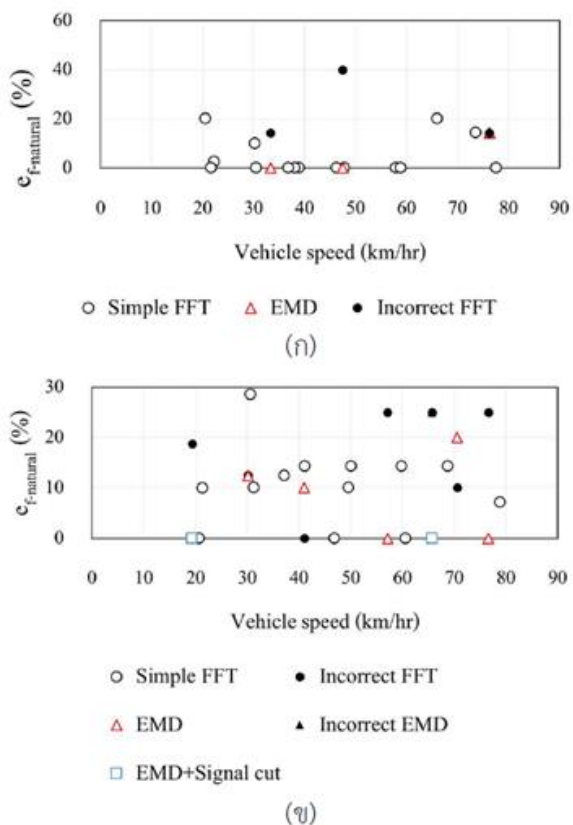 60
40
20
0
e_f-natural (%)
0 10 20 30 40 50 60 70 80 90
Vehicle speed (km/hr)
Simple FFT EMD Incorrect FFT
(ก)
30
20
10
0
e_f-natural (%)
0 10 20 30 40 50 60 70 80 90
Vehicle speed (km/hr)
Simple FFT Incorrect FFT
EMD Incorrect EMD
EMD+Signal cut
(ข)